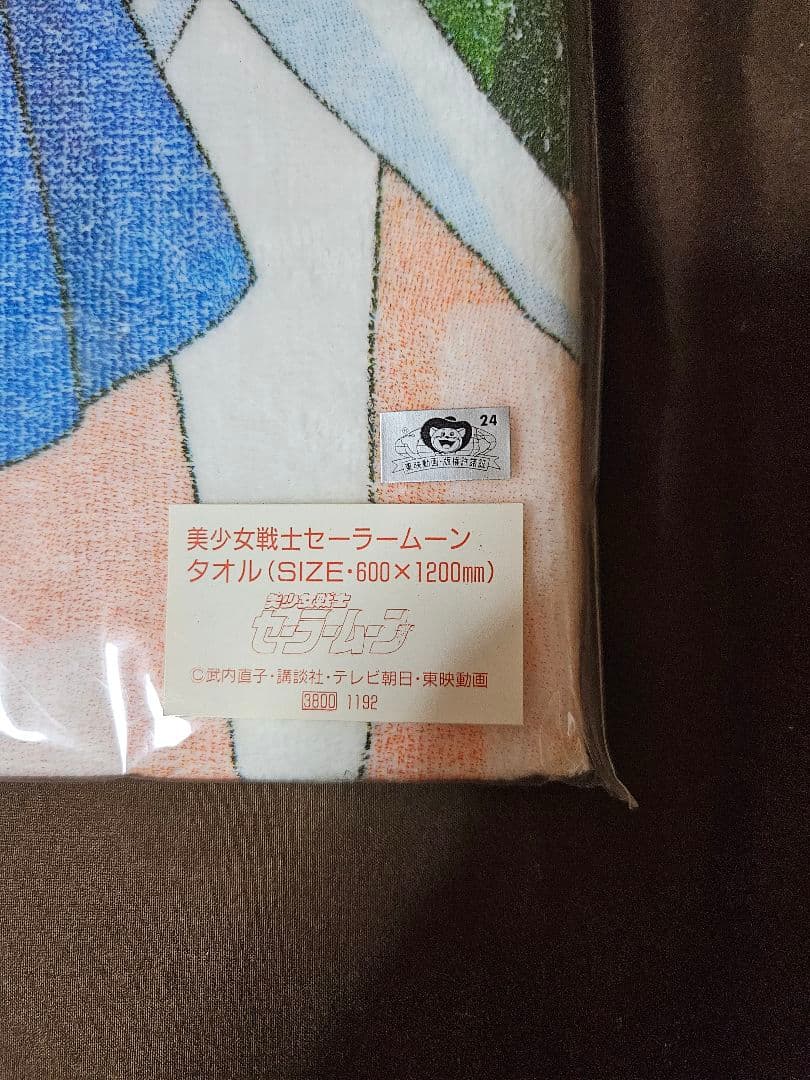 24
東映動画・版権許諾証
美少女戦士セーラームーン
タオル(SIZE・600×1200mm)
美少女戦士
セーラームーン
©武内直子・講談社・テレビ朝日・東映動画
3800 1192